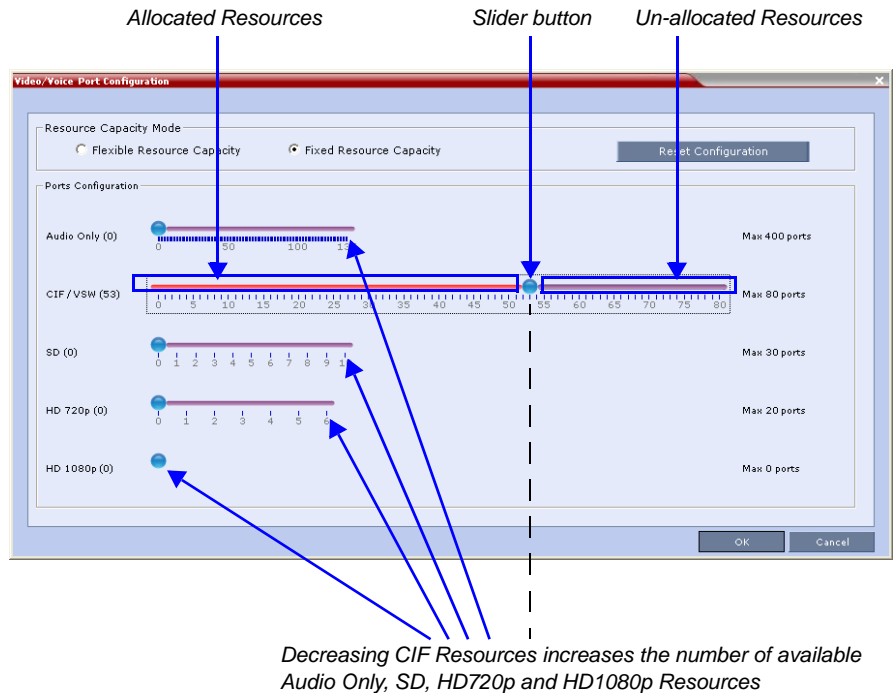 Allocated Resources Slider button Un-allocated Resources
Video/Voice Port Configuration
Resource Capacity Mode
Flexible Resource Capacity Fixed Resource Capacity Reset Configuration
Ports Configuration
Audio Only (0) Max 400 ports
0 50 100
CIF/VSW (53) Max 80 ports
0 5 10 15 20 25 30 35 40 45 50 55 60 65 70 75 80
SD (0) Max 30 ports
0 1 2 3 4 5 6 7 8 9
HD 720p (0) Max 20 ports
0 1 2 3 4 5 6
HD 1080p (0) Max 0 ports
OK Cancel
Decreasing CIF Resources increases the number of available
Audio Only, SD, HD720p and HD1080p Resources